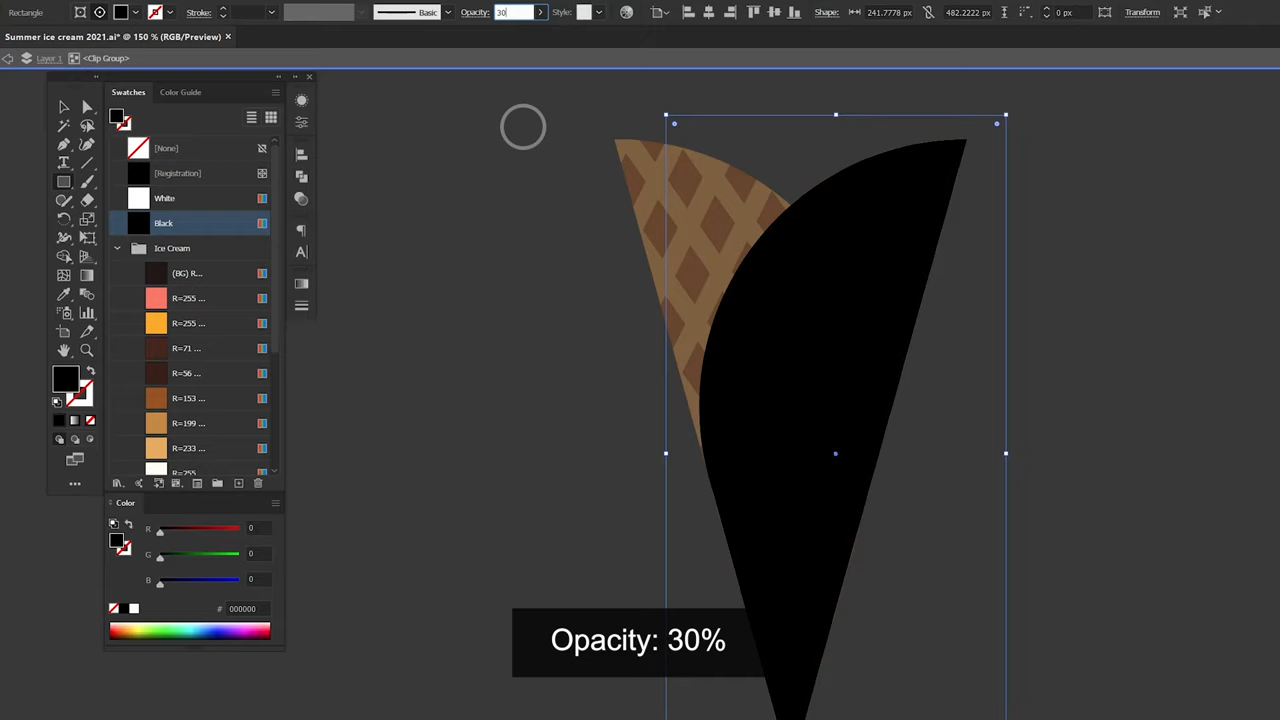 Rectangle Stroke: Basic Opacity: 30 Style: Shape: 241.7778 px 482.2222 px 0 px Transform
Summer ice cream 2021.ai* @ 150 % (RGB/Preview) ×
Layer 1 <Clip Group>
Swatches Color Guide
[None]
[Registration]
White
Black
Ice Cream
(BG) R...
R=255 ...
R=255 ...
R=71 ...
R=56 ...
R=153 ...
R=199 ...
R=233 ...
R=255 ...
Color
R 0
G 0
B 0
# 000000
Opacity: 30%